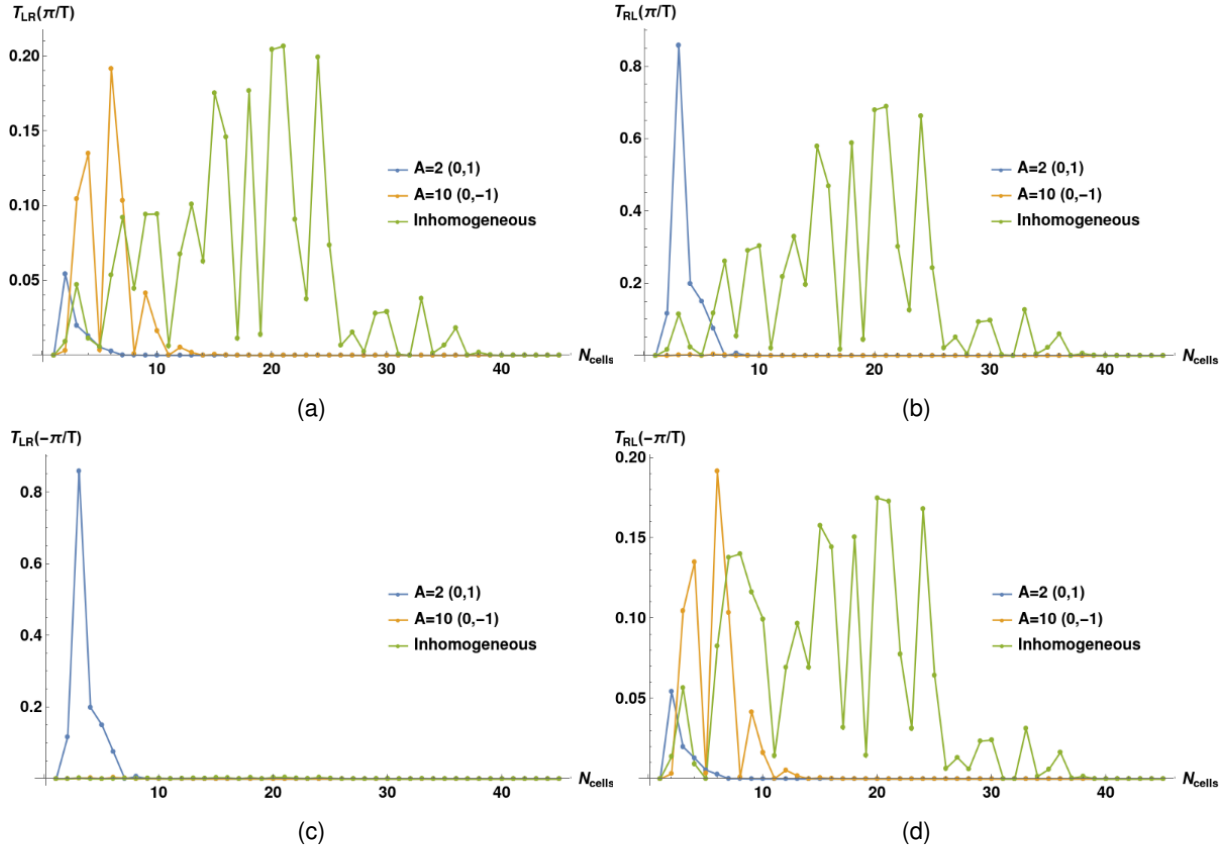 T_LR(π/T)
0.20
0.15
0.10
0.05
10 20 30 40
N_cells
A=2 (0,1)
A=10 (0,−1)
Inhomogeneous
(a)
T_RL(π/T)
0.8
0.6
0.4
0.2
10 20 30 40
N_cells
A=2 (0,1)
A=10 (0,−1)
Inhomogeneous
(b)
T_LR(−π/T)
0.8
0.6
0.4
0.2
10 20 30 40
N_cells
A=2 (0,1)
A=10 (0,−1)
Inhomogeneous
(c)
T_RL(−π/T)
0.20
0.15
0.10
0.05
10 20 30 40
N_cells
A=2 (0,1)
A=10 (0,−1)
Inhomogeneous
(d)